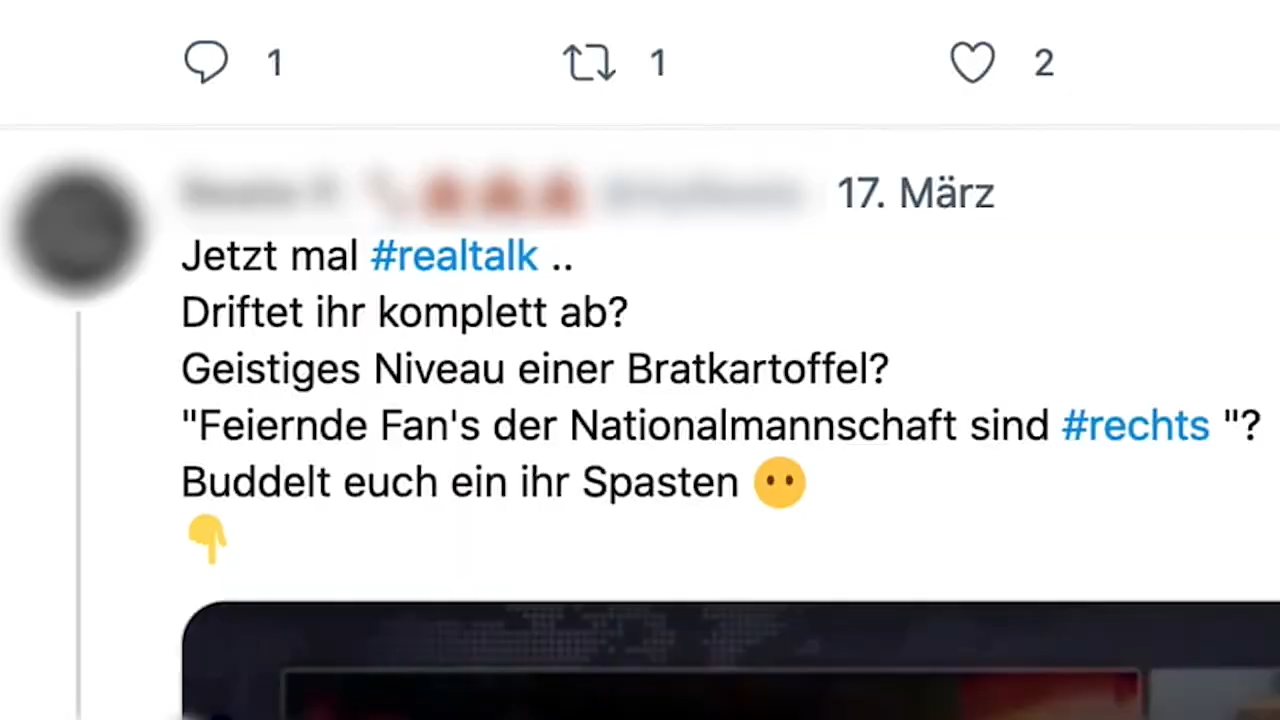 1 1 2
17. März
Jetzt mal #realtalk ..
Driftet ihr komplett ab?
Geistiges Niveau einer Bratkartoffel?
"Feiernde Fan's der Nationalmannschaft sind #rechts "?
Buddelt euch ein ihr Spasten 😶
👇